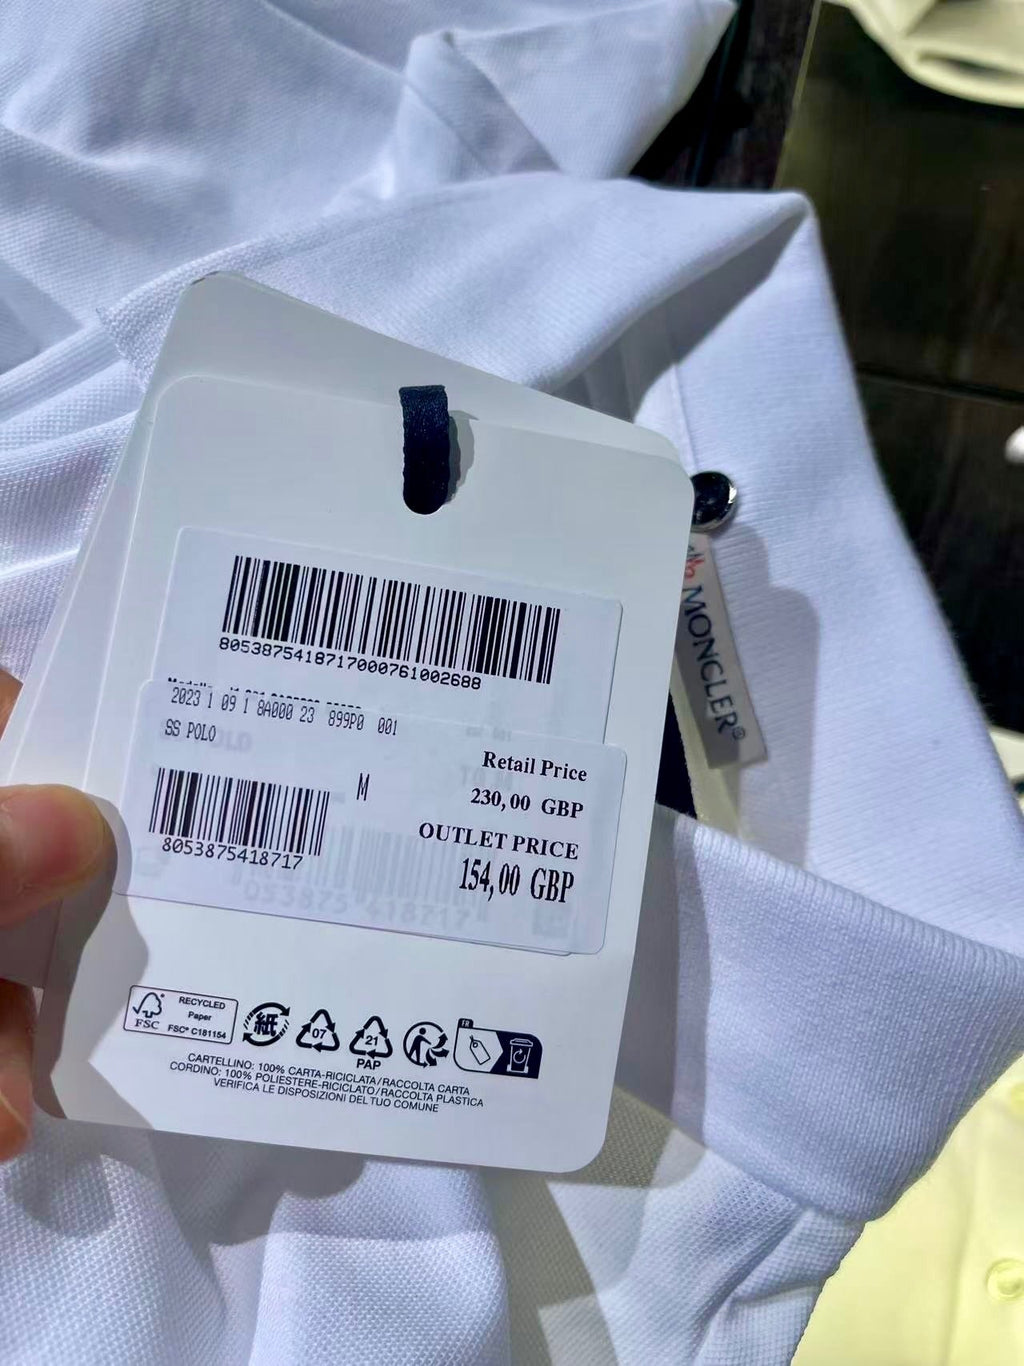 8053875418717000761002688
2023 1 09 1 8A000 23 899P0 001
SS POLO
M
Retail Price
230,00 GBP
OUTLET PRICE
154,00 GBP
8053875418717
MONCLER®
FSC
RECYCLED
Paper
FSC® C181154
紙
07
21
PAP
FR
CARTELLINO: 100% CARTA-RICICLATA/RACCOLTA CARTA
CORDINO: 100% POLIESTERE-RICICLATO/RACCOLTA PLASTICA
VERIFICA LE DISPOSIZIONI DEL TUO COMUNE